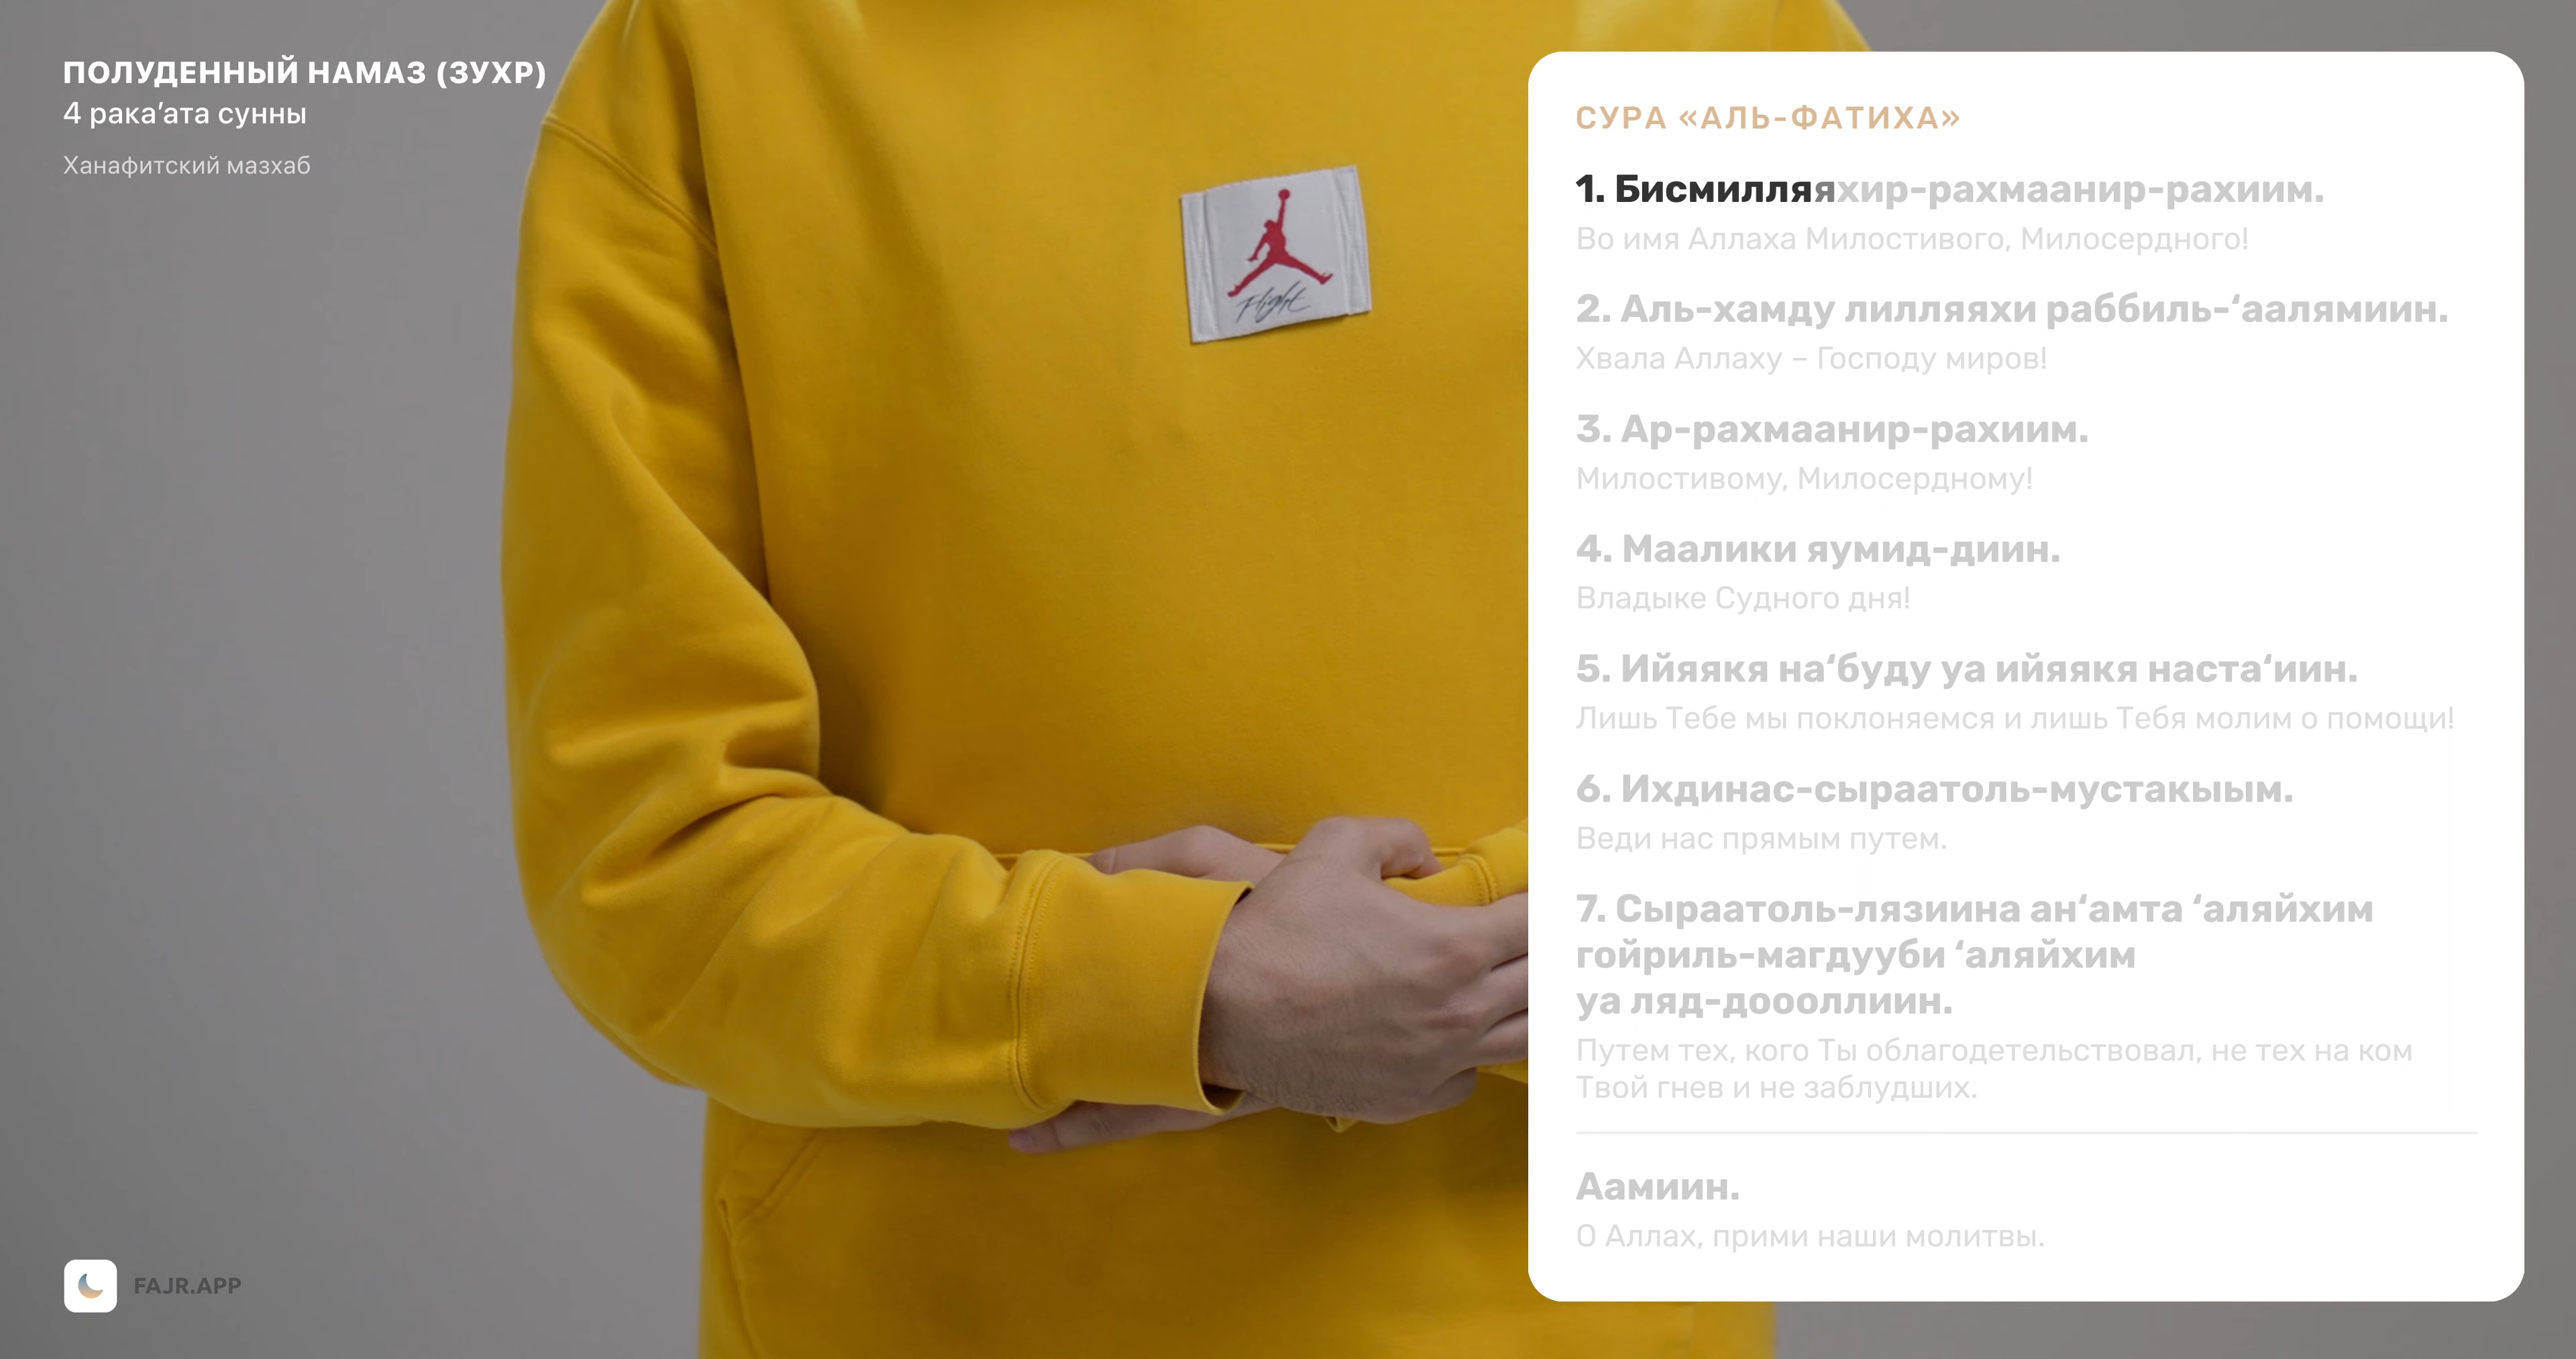 ПОЛУДЕННЫЙ НАМАЗ (ЗУХР)
4 рака’ата сунны
Ханафитский мазхаб
Flight
СУРА «АЛЬ-ФАТИХА»
1. Бисмилляяхир-рахмаанир-рахиим.
Во имя Аллаха Милостивого, Милосердного!
2. Аль-хамду лилляяхи раббиль-‘аалямиин.
Хвала Аллаху – Господу миров!
3. Ар-рахмаанир-рахиим.
Милостивому, Милосердному!
4. Маалики яумид-диин.
Владыке Судного дня!
5. Ийяякя на‘буду уа ийяякя наста‘иин.
Лишь Тебе мы поклоняемся и лишь Тебя молим о помощи!
6. Ихдинас-сыраатоль-мустакыым.
Веди нас прямым путем.
7. Сыраатоль-лязиина ан‘амта ‘аляйхим
гойриль-магдууби ‘аляйхим
уа ляд-доооллиин.
Путем тех, кого Ты облагодетельствовал, не тех на ком
Твой гнев и не заблудших.
Аамиин.
О Аллах, прими наши молитвы.
FAJR.APP